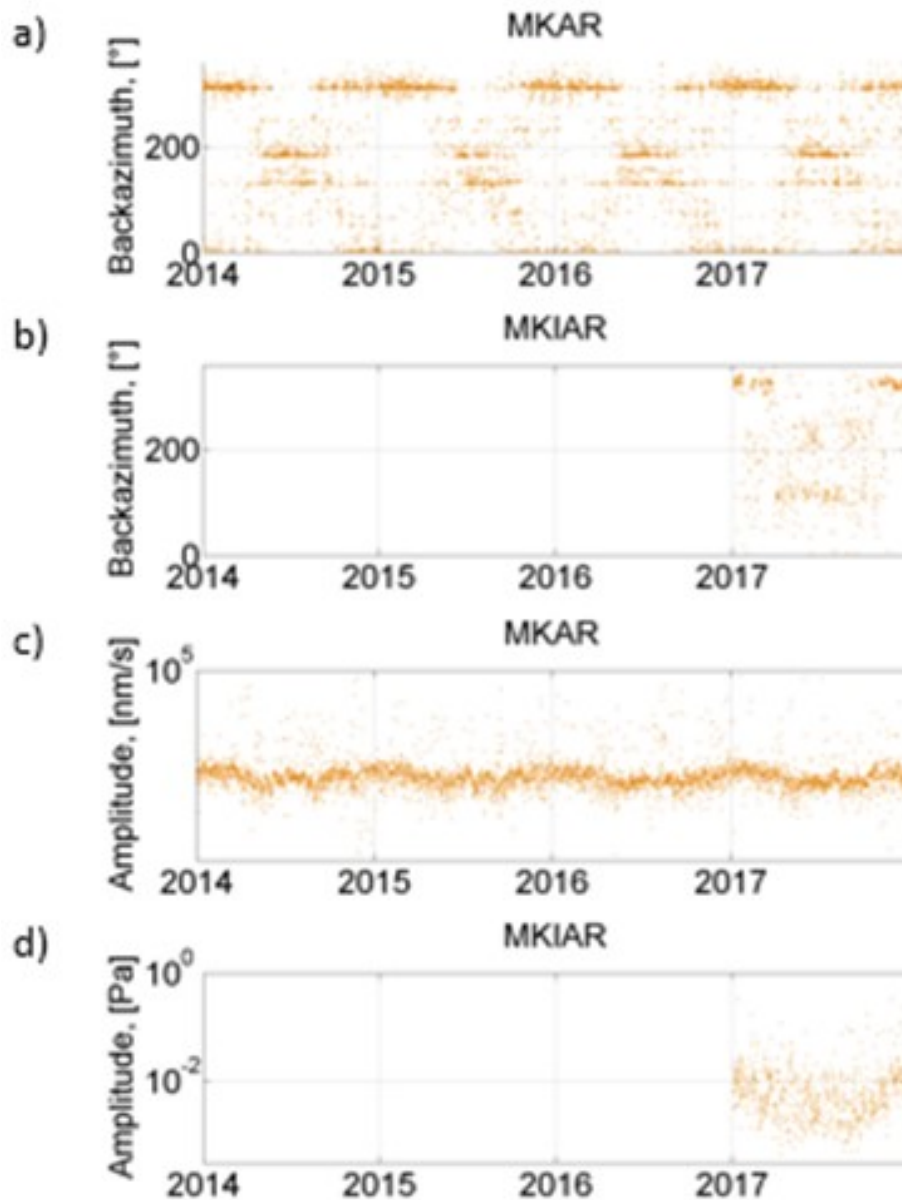 a)
MKAR
Backazimuth, [°]
200
0
2014 2015 2016 2017
b)
MKIAR
Backazimuth, [°]
200
0
2014 2015 2016 2017
c)
MKAR
Amplitude, [nm/s]
10⁵
2014 2015 2016 2017
d)
MKIAR
Amplitude, [Pa]
10⁰
10⁻²
2014 2015 2016 2017